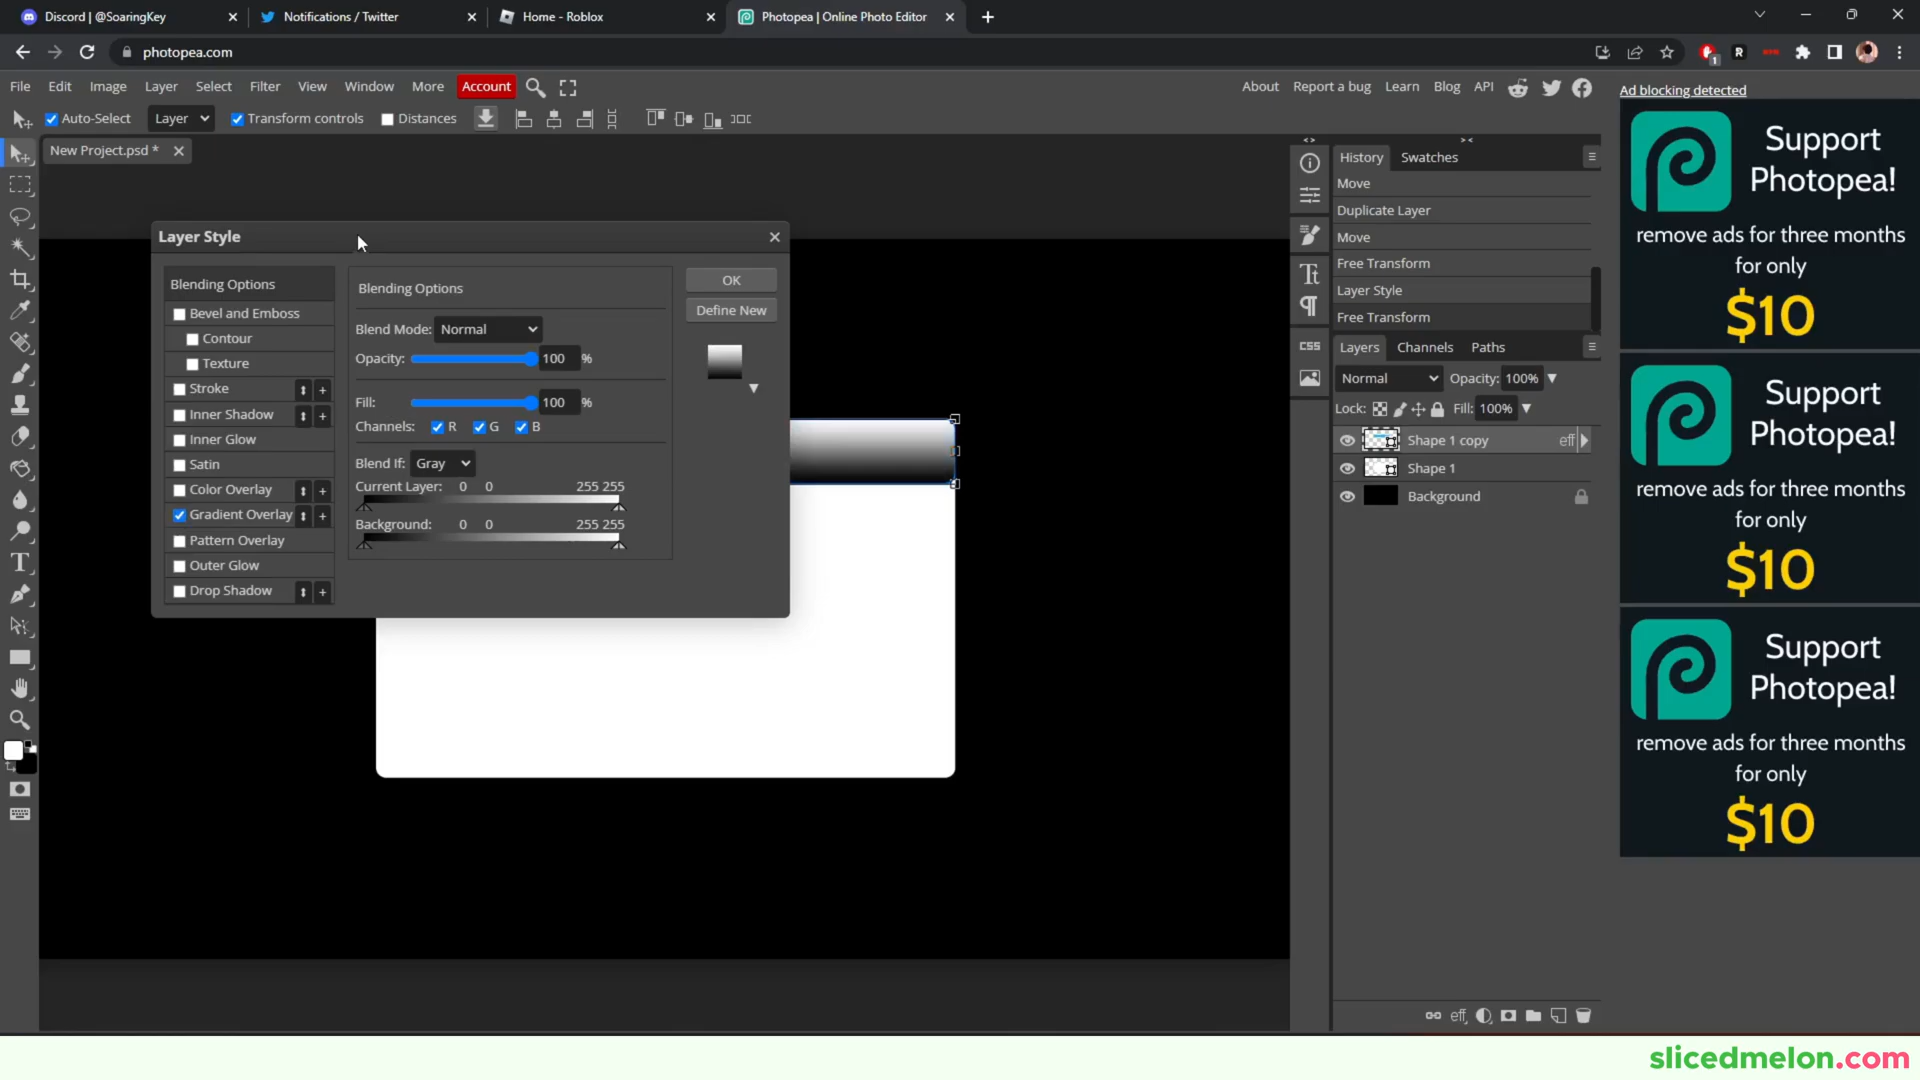 Discord | @SoaringKey
Notifications / Twitter
Home - Roblox
Photopea | Online Photo Editor
photopea.com
1
R
File Edit Image Layer Select Filter View Window More Account
About Report a bug Learn Blog API
Auto-Select Layer Transform controls Distances
New Project.psd *
Layer Style
Blending Options
Bevel and Emboss
Contour
Texture
Stroke
Inner Shadow
Inner Glow
Satin
Color Overlay
Gradient Overlay
Pattern Overlay
Outer Glow
Drop Shadow
Blending Options
Blend Mode: Normal
Opacity: 100 %
Fill: 100 %
Channels: R G B
Blend If: Gray
Current Layer: 0 0 255 255
Background: 0 0 255 255
OK
Define New
CSS
History Swatches
Move
Duplicate Layer
Move
Free Transform
Layer Style
Free Transform
Layers Channels Paths
Normal Opacity: 100%
Lock: Fill: 100%
Shape 1 copy eff
Shape 1
Background
eff
Ad blocking detected
Support
Photopea!
remove ads for three months
for only
$10
Support
Photopea!
remove ads for three months
for only
$10
Support
Photopea!
remove ads for three months
for only
$10
slicedmelon.com